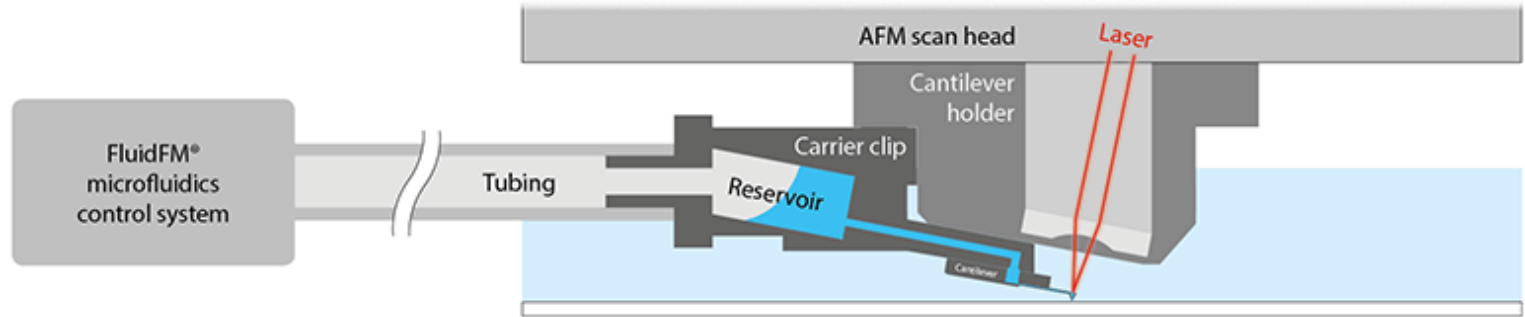 AFM scan head
Laser
Cantilever
holder
Carrier clip
FluidFM®
microfluidics
control system
Tubing
Reservoir
Cantilever